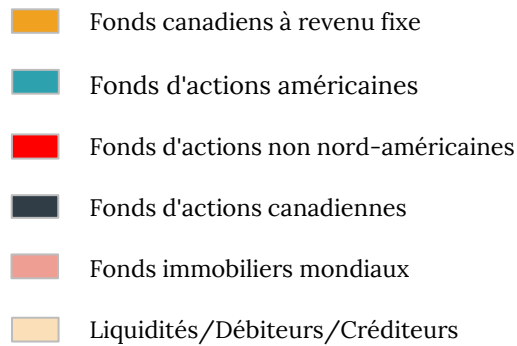 Fonds canadiens à revenu fixe
Fonds d'actions américaines
Fonds d'actions non nord-américaines
Fonds d'actions canadiennes
Fonds immobiliers mondiaux
Liquidités/Débiteurs/Créditeurs